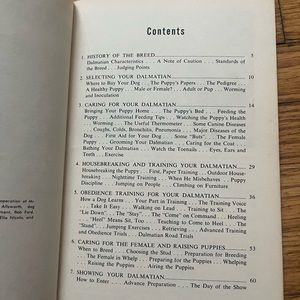 Contents
1. HISTORY OF THE BREED 5
Dalmatian Characteristics . . . A Note of Caution . . . Standards of
the Breed . . . Judging Points
2. SELECTING YOUR DALMATIAN 10
Where to Buy Your Dog . . . The Puppy's Papers . . . The Pedigree . . .
A Healthy Puppy . . . Male or Female? . . . Adult or Pup . . . Worming
and Inoculation
3. CARING FOR YOUR DALMATIAN 14
Bringing Your Puppy Home . . . The Puppy's Bed . . . Feeding the
Puppy . . . Additional Feeding Tips . . . Watching the Puppy's Health
. . . Worming . . . The Useful Thermometer . . . Some Canine Diseases
. . . Coughs, Colds, Bronchitis, Pneumonia . . . Major Diseases of the
Dog . . . First Aid for Your Dog . . . Some "Butts" . . . The Female
Puppy . . . Grooming Your Dalmatian . . . Caring for the Coat . . .
Bathing Your Dalmatian . . . Watch the Toenails . . . Eyes, Ears and
Teeth . . . Exercise
4. HOUSEBREAKING AND TRAINING YOUR DALMATIAN
Housebreaking the Puppy . . . First, Paper Training . . . Outdoor House-
breaking . . . Nighttime Training . . . When He Misbehaves . . . Puppy
Discipline . . . Jumping on People . . . Climbing on Furniture
5. OBEDIENCE TRAINING FOR YOUR DALMATIAN
How a Dog Learns . . . Your Part in Training . . . The Training Voice
. . . Take It Easy . . . Walking on Lead . . . Training to Sit . . . The
"Lie Down" . . . The "Stay" . . . The "Come" on Command . . . Heeling
. . . "Heel" Means Sit, Too . . . Teaching to Come to Heel . . . The
"Stand" . . . Jumping Exercises . . . Retrieving . . . Advanced Training
and Obedience Trials . . . Dalmatian Road Trials
6. CARING FOR THE FEMALE AND RAISING PUPPIES
When to Breed . . . Choosing the Stud . . . Preparation for Breeding
. . . The Female in Whelp . . . Preparing for the Puppies . . . Whelping
. . . Raising the Puppies . . . Airing the Puppies
7. SHOWING YOUR DALMATIAN 60
How to Enter . . . Advance Preparation . . . The Day of the Show